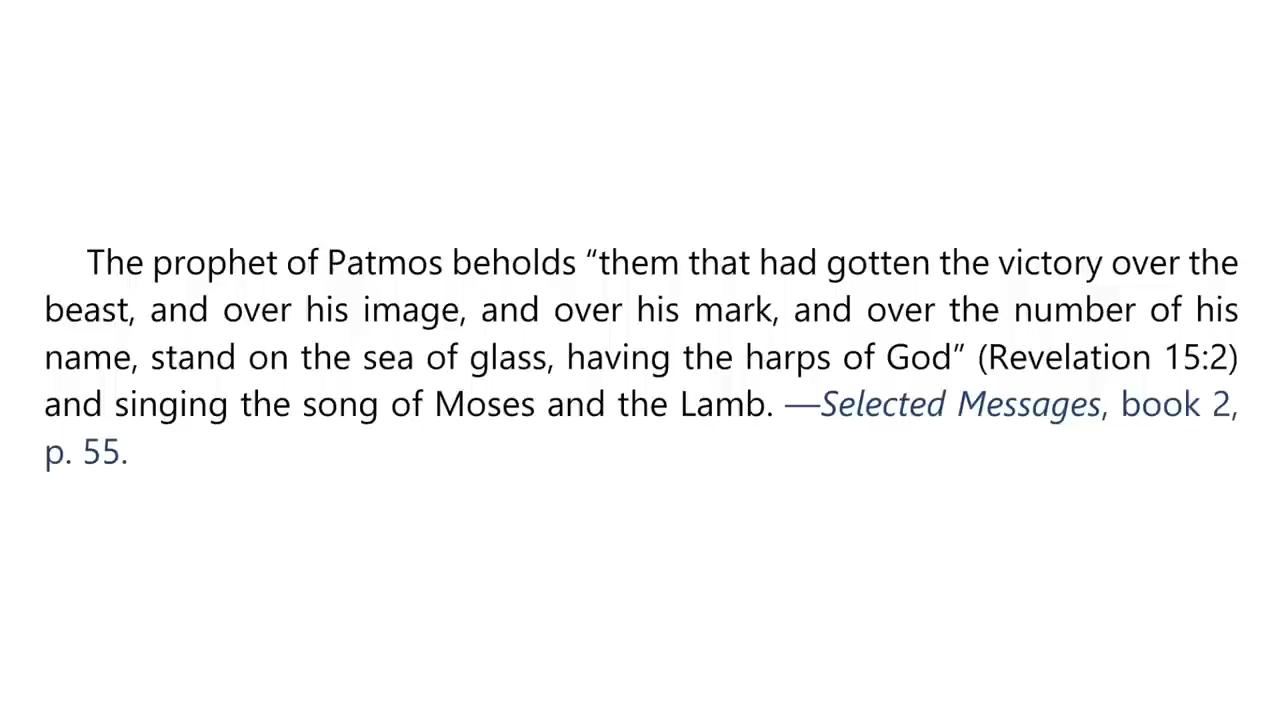 The prophet of Patmos beholds “them that had gotten the victory over the
beast, and over his image, and over his mark, and over the number of his
name, stand on the sea of glass, having the harps of God” (Revelation 15:2)
and singing the song of Moses and the Lamb. —Selected Messages, book 2,
p. 55.